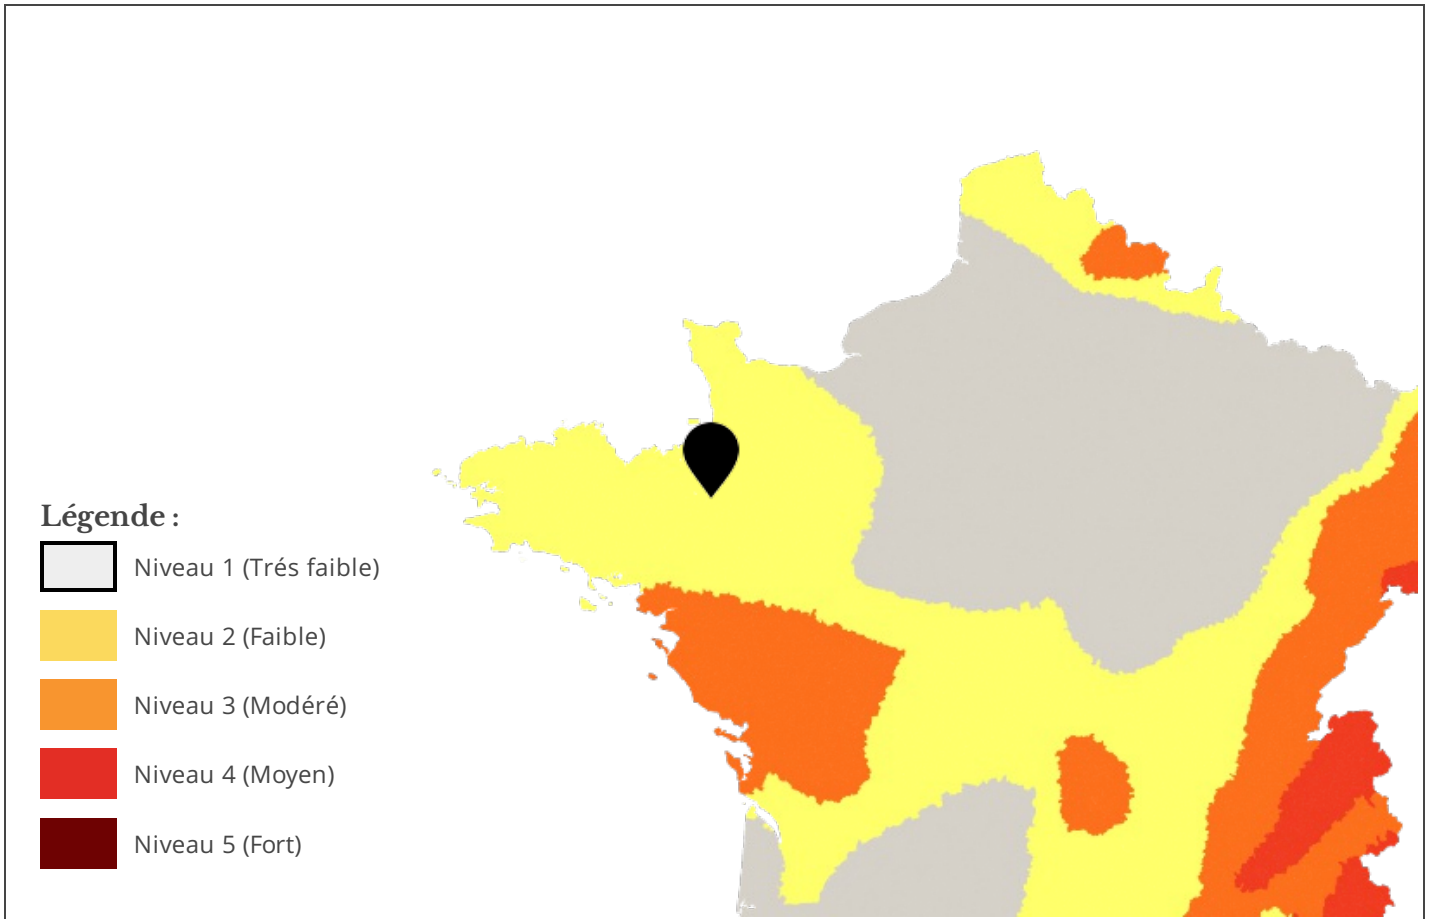 Légende :
Niveau 1 (Trés faible)
Niveau 2 (Faible)
Niveau 3 (Modéré)
Niveau 4 (Moyen)
Niveau 5 (Fort)